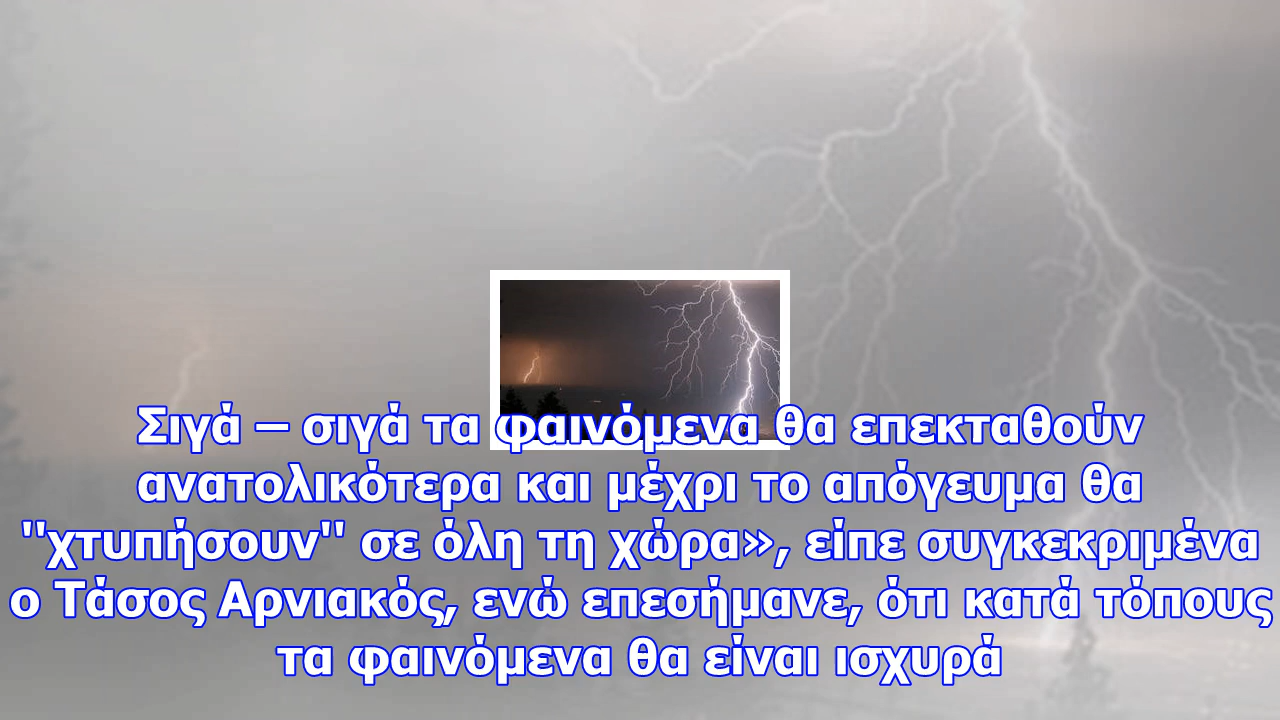 Σιγά – σιγά τα φαινόμενα θα επεκταθούν
ανατολικότερα και μέχρι το απόγευμα θα
''χτυπήσουν'' σε όλη τη χώρα», είπε συγκεκριμένα
ο Τάσος Αρνιακός, ενώ επεσήμανε, ότι κατά τόπους
τα φαινόμενα θα είναι ισχυρά